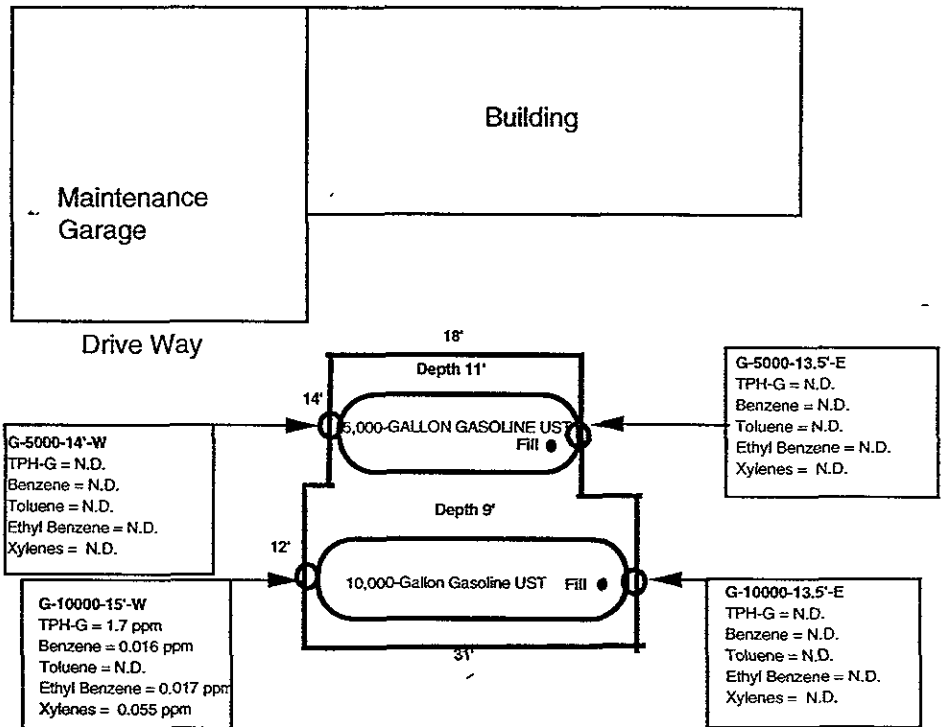 Building
Maintenance
Garage
Drive Way
18'
Depth 11'
14'
5,000-GALLON GASOLINE UST
Fill
G-5000-13.5'-E
TPH-G = N.D.
Benzene = N.D.
Toluene = N.D.
Ethyl Benzene = N.D.
Xylenes = N.D.
G-5000-14'-W
TPH-G = N.D.
Benzene = N.D.
Toluene = N.D.
Ethyl Benzene = N.D.
Xylenes = N.D.
Depth 9'
12'
10,000-Gallon Gasoline UST
Fill
31'
G-10000-15'-W
TPH-G = 1.7 ppm
Benzene = 0.016 ppm
Toluene = N.D.
Ethyl Benzene = 0.017 ppm
Xylenes = 0.055 ppm
G-10000-13.5'-E
TPH-G = N.D.
Benzene = N.D.
Toluene = N.D.
Ethyl Benzene = N.D.
Xylenes = N.D.